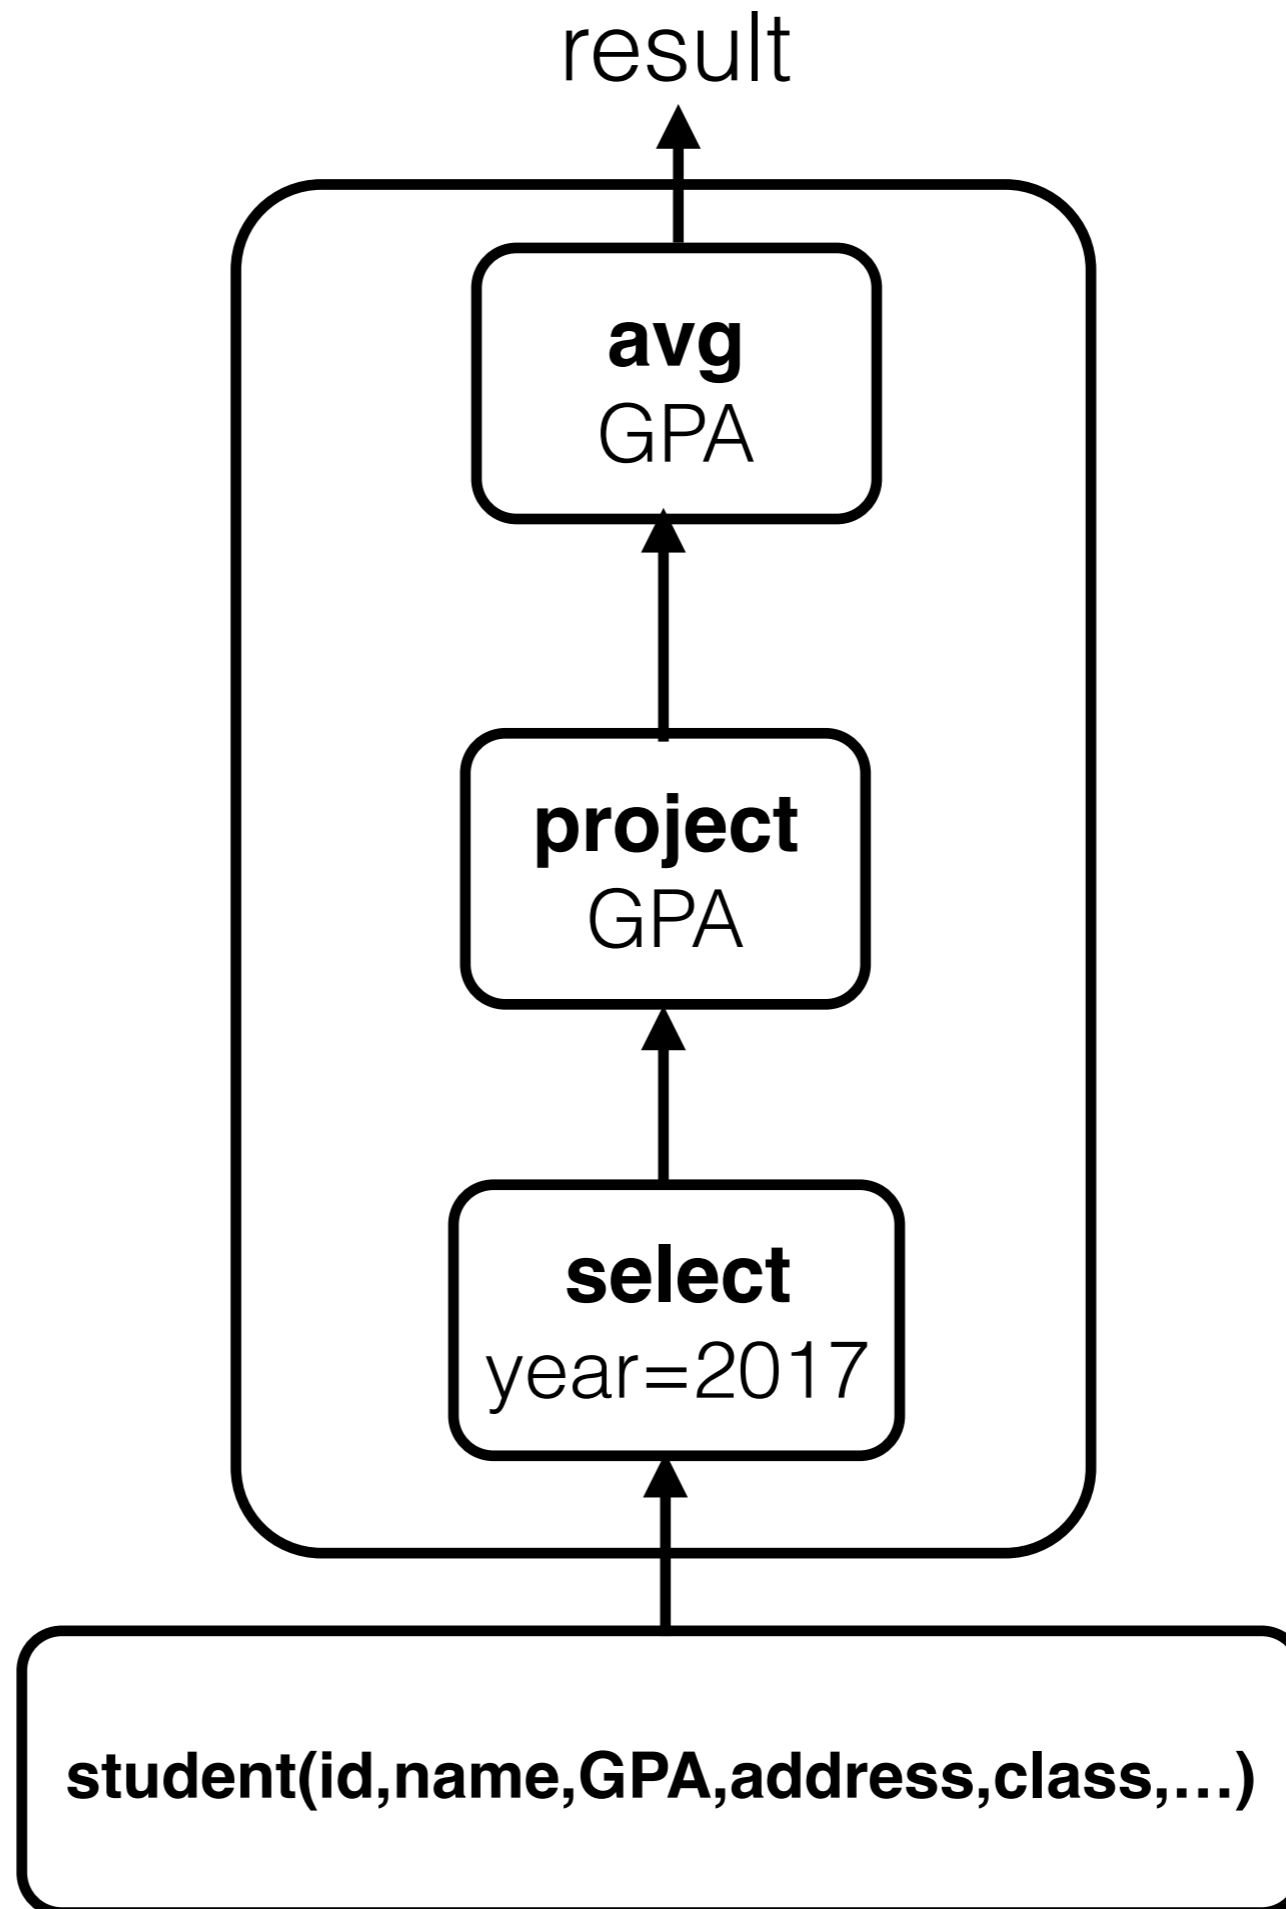 result
avg
GPA
project
GPA
select
year=2017
student(id,name,GPA,address,class,…)